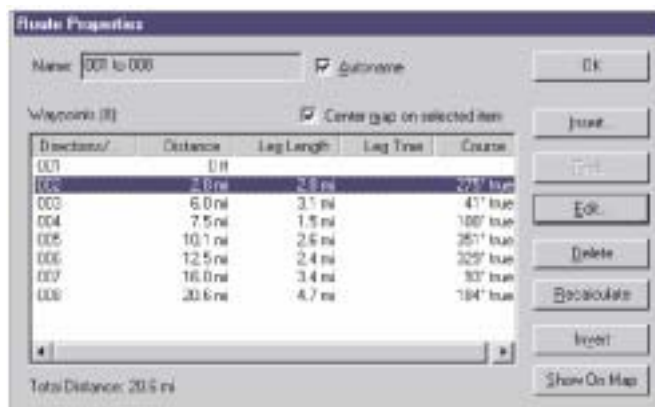 Route Properties
Name: 001 to 008
Autoname
OK
Waypoints (8)
Center map on selected item
Insert...
Directions/... Distance Leg Length Leg Time Course
001 0 ft
002 2.8 mi 2.8 mi 275° true
Edit...
003 6.0 mi 3.1 mi 41° true
004 7.5 mi 1.5 mi true
005 10.1 mi 2.6 mi 351° true
006 12.5 mi 2.4 mi 329° true
Delete
007 16.0 mi 3.4 mi true
008 20.6 mi 4.7 mi 184° true
Recalculate
Invert
Total Distance: 20.6 mi
Show On Map